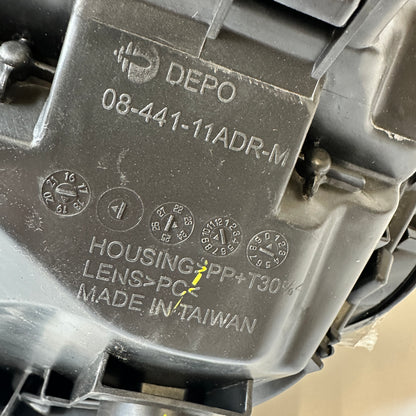 DEPO
08-441-11ADR-M
HOUSING>PP+T30%<
LENS>PC<
MADE IN TAIWAN